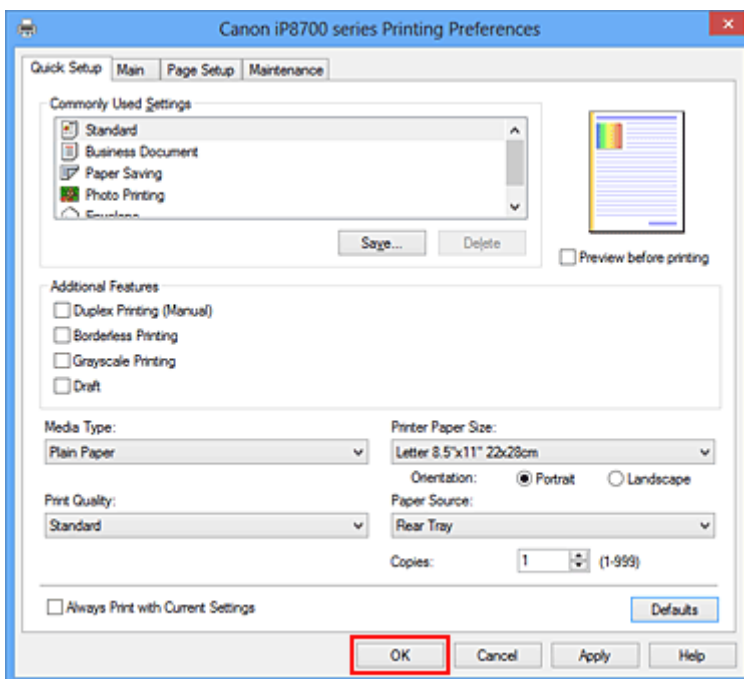 Canon iP8700 series Printing Preferences
Quick Setup Main Page Setup Maintenance
Commonly Used Settings
Standard
Business Document
Paper Saving
Photo Printing
Envelope
Save... Delete
Preview before printing
Additional Features
Duplex Printing (Manual)
Borderless Printing
Grayscale Printing
Draft
Media Type:
Plain Paper
Printer Paper Size:
Letter 8.5"x11" 22x28cm
Orientation: Portrait Landscape
Print Quality:
Standard
Paper Source:
Rear Tray
Copies: 1 (1-999)
Always Print with Current Settings
Defaults
OK Cancel Apply Help